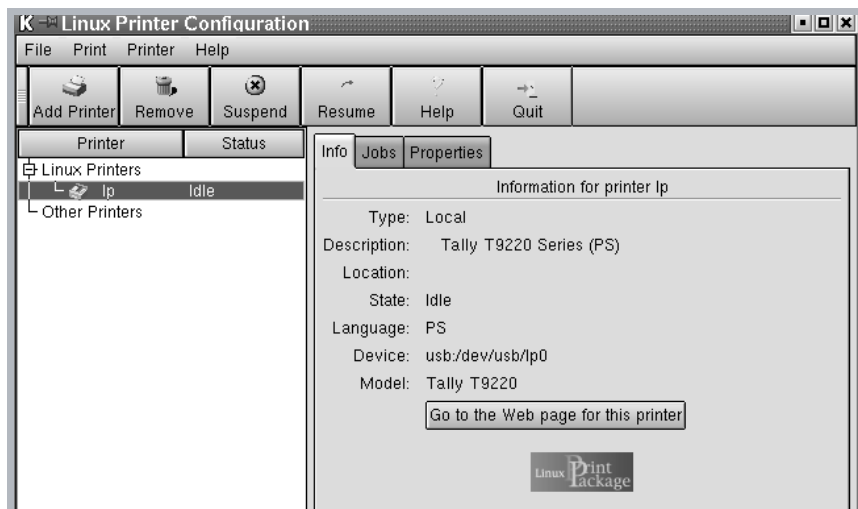 K Linux Printer Configuration
File Print Printer Help
Add Printer Remove Suspend Resume Help Quit
Printer Status
Linux Printers
lp Idle
Other Printers
Info Jobs Properties
Information for printer lp
Type: Local
Description: Tally T9220 Series (PS)
Location:
State: Idle
Language: PS
Device: usb:/dev/usb/lp0
Model: Tally T9220
Go to the Web page for this printer
Linux Print Package